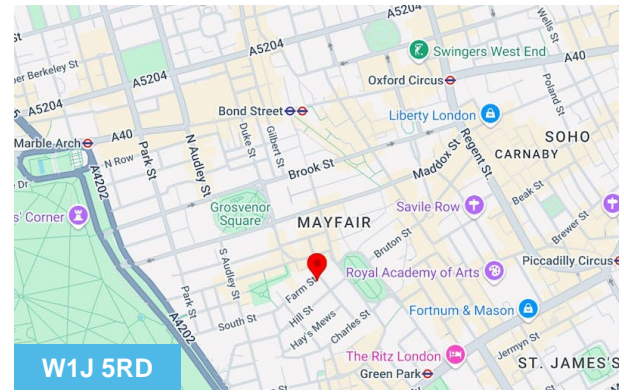 St
A5204
Swingers West End
Wells St
per Berkeley St
A5204
Oxford Circus
A40
Poland St
A5204
Bond Street
Liberty London
Marble Arch
A40
Duke St
Gilbert St
SOHO
N Row
Park St
N Audley St
Brook St
Maddox St
Regent St.
CARNABY
Dr
A4202
Grosvenor
Square
Savile Row
Beak St
s' Corner
MAYFAIR
Brewer St
Bruton St
S Audley St
Royal Academy of Arts
Piccadilly Circus
Park St
Farm St
Fortnum & Mason
A4202
South St
Hill St
Hay's Mews
Charles St
Jermyn St
The Ritz London
W1J 5RD
Green Park
ST. JAMES'S